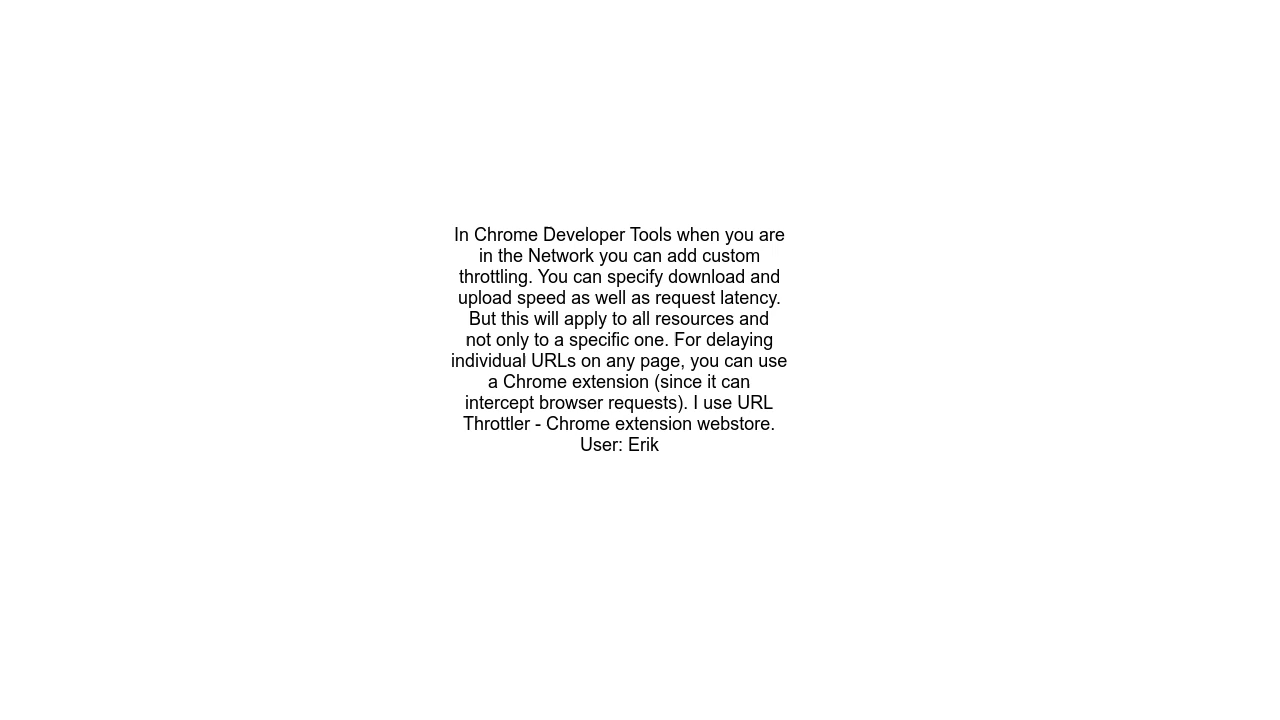 In Chrome Developer Tools when you are
in the Network you can add custom
throttling. You can specify download and
upload speed as well as request latency.
But this will apply to all resources and
not only to a specific one. For delaying
individual URLs on any page, you can use
a Chrome extension (since it can
intercept browser requests). I use URL
Throttler - Chrome extension webstore.
User: Erik